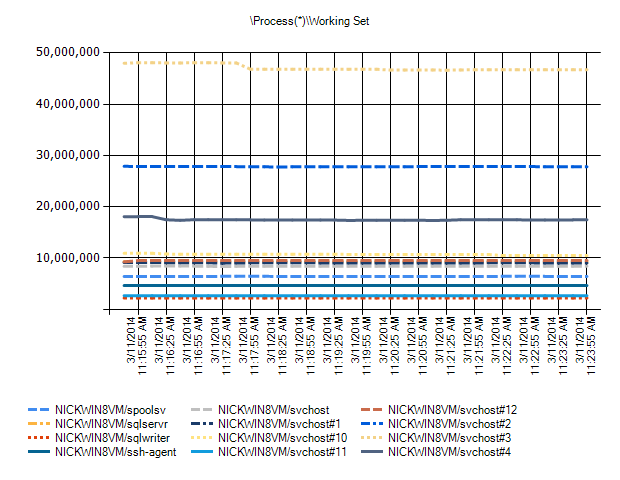 \Process(*)\Working Set
50,000,000
40,000,000
30,000,000
20,000,000
10,000,000
3/11/2014
11:15:55 AM
3/11/2014
11:16:25 AM
3/11/2014
11:16:55 AM
3/11/2014
11:17:25 AM
3/11/2014
11:17:55 AM
3/11/2014
11:18:25 AM
3/11/2014
11:18:55 AM
3/11/2014
11:19:25 AM
3/11/2014
11:19:55 AM
3/11/2014
11:20:25 AM
3/11/2014
11:20:55 AM
3/11/2014
11:21:25 AM
3/11/2014
11:21:55 AM
3/11/2014
11:22:25 AM
3/11/2014
11:22:55 AM
3/11/2014
11:23:25 AM
3/11/2014
11:23:55 AM
NICKWIN8VM/spoolsv NICKWIN8VM/svchost NICKWIN8VM/svchost#12
NICKWIN8VM/sqlservr NICKWIN8VM/svchost#1 NICKWIN8VM/svchost#2
NICKWIN8VM/sqlwriter NICKWIN8VM/svchost#10 NICKWIN8VM/svchost#3
NICKWIN8VM/ssh-agent NICKWIN8VM/svchost#11 NICKWIN8VM/svchost#4